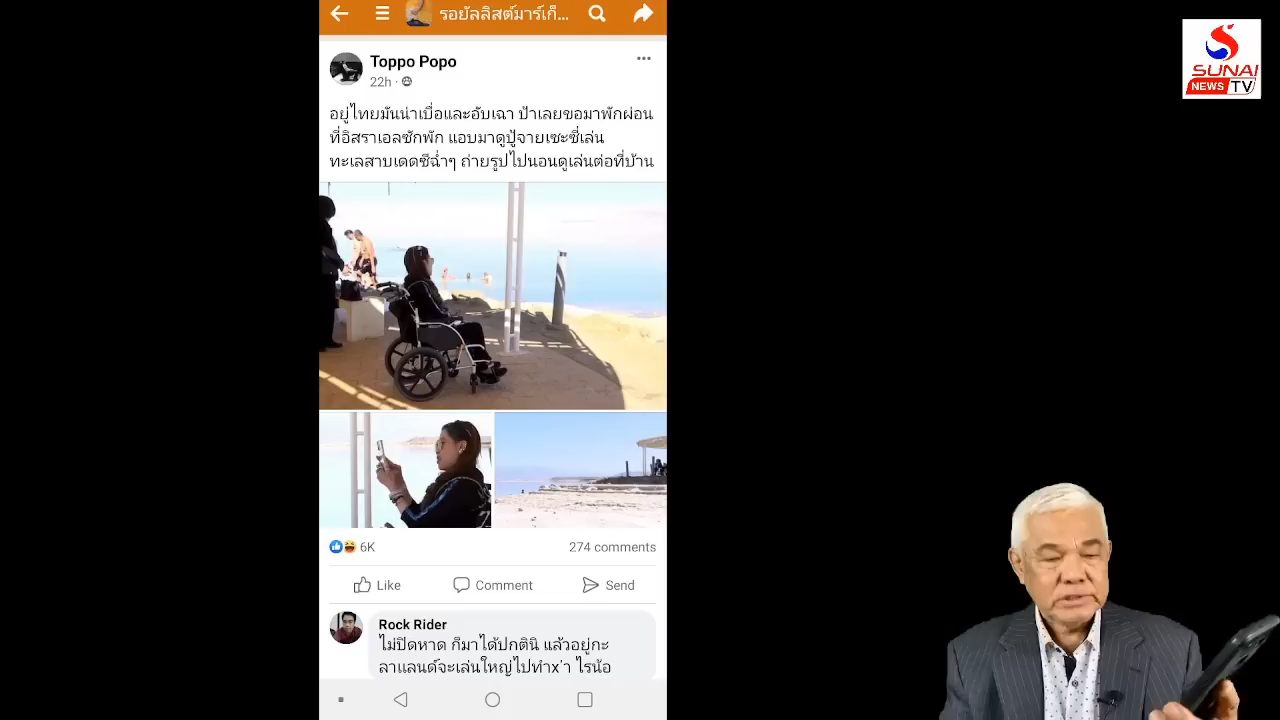 รอยัลลิสต์มาร์เก็...
Toppo Popo
22h ·
อยู่ไทยมันน่าเบื่อและอับเฉา ป้าเลยขอมาพักผ่อน
ที่อิสราเอลซักพัก แอบมาดูปู้จายเซะซี่เล่น
ทะเลสาบเดดซีฉ่ำๆ ถ่ายรูปไปนอนดูเล่นต่อที่บ้าน
6K
274 comments
Like
Comment
Send
Rock Rider
ไม่ปิดหาด ก็มาได้ปกตินิ แล้วอยู่กะ
ลาแลนด์จะเล่นใหญ่ไปทำx่า ไรน้อ
SUNAI
NEWS TV